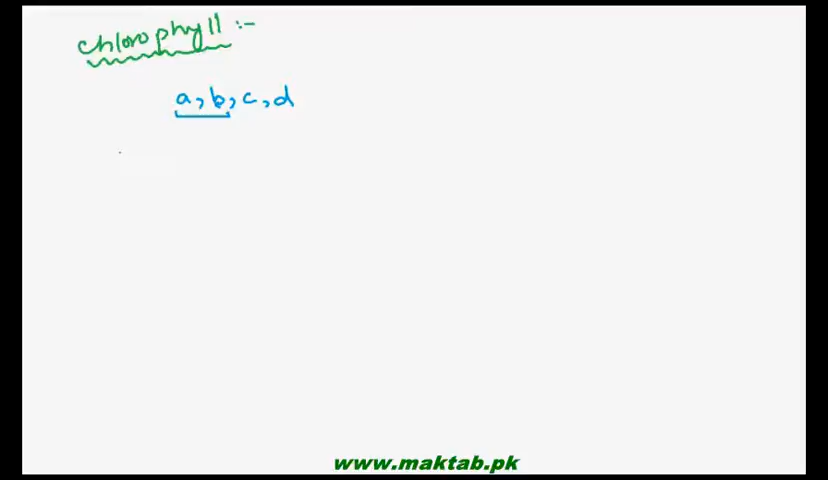 chlorophyll :-
a, b, c, d
www.maktab.pk